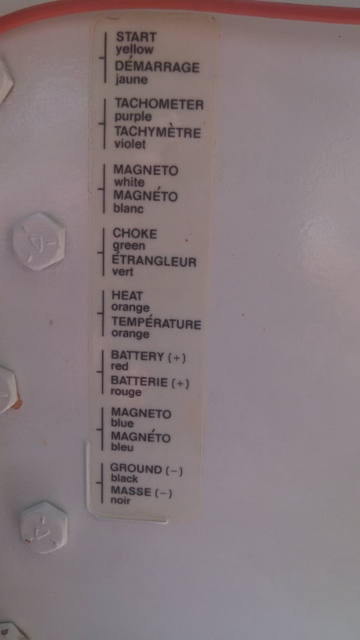 START
yellow
DÉMARRAGE
jaune
TACHOMETER
purple
TACHYMÈTRE
violet
MAGNETO
white
MAGNÉTO
blanc
CHOKE
green
ÉTRANGLEUR
vert
HEAT
orange
TEMPÉRATURE
orange
BATTERY (+)
red
BATTERIE (+)
rouge
MAGNETO
blue
MAGNÉTO
bleu
GROUND (-)
black
MASSE (-)
noir